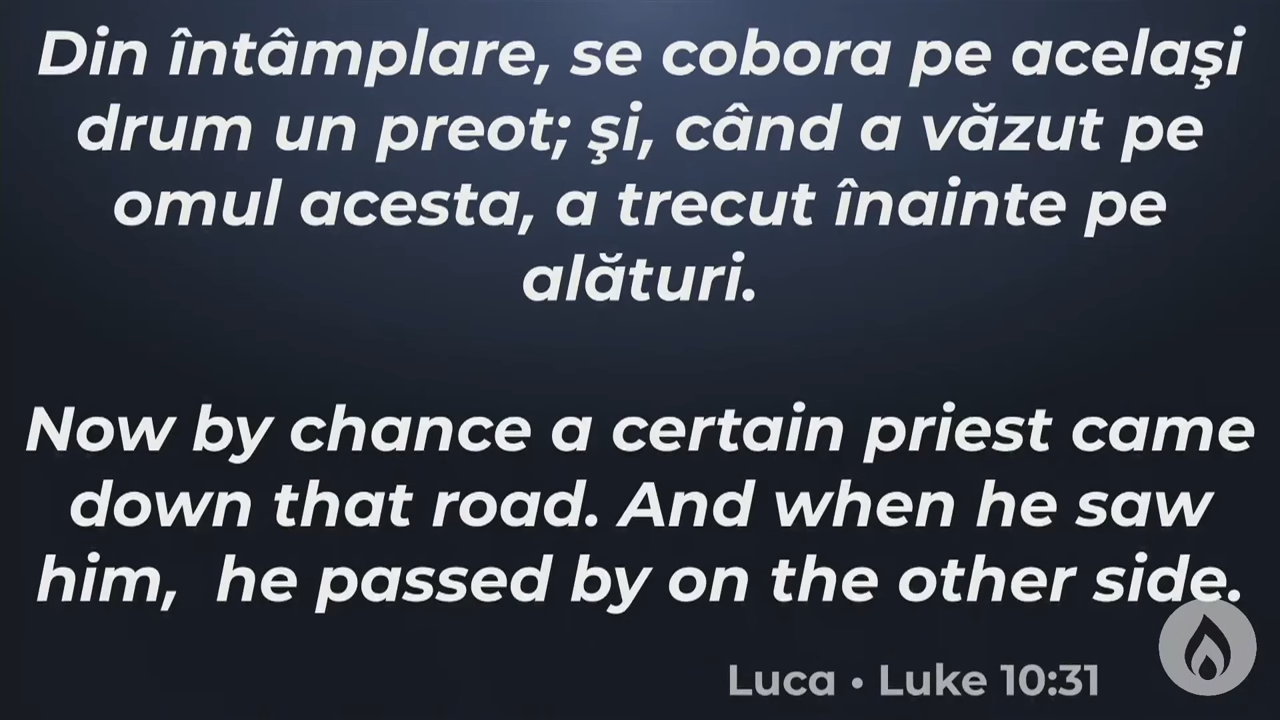 Din întâmplare, se cobora pe acelaşi
drum un preot; şi, când a văzut pe
omul acesta, a trecut înainte pe
alături.
Now by chance a certain priest came
down that road. And when he saw
him,  he passed by on the other side.
Luca • Luke 10:31